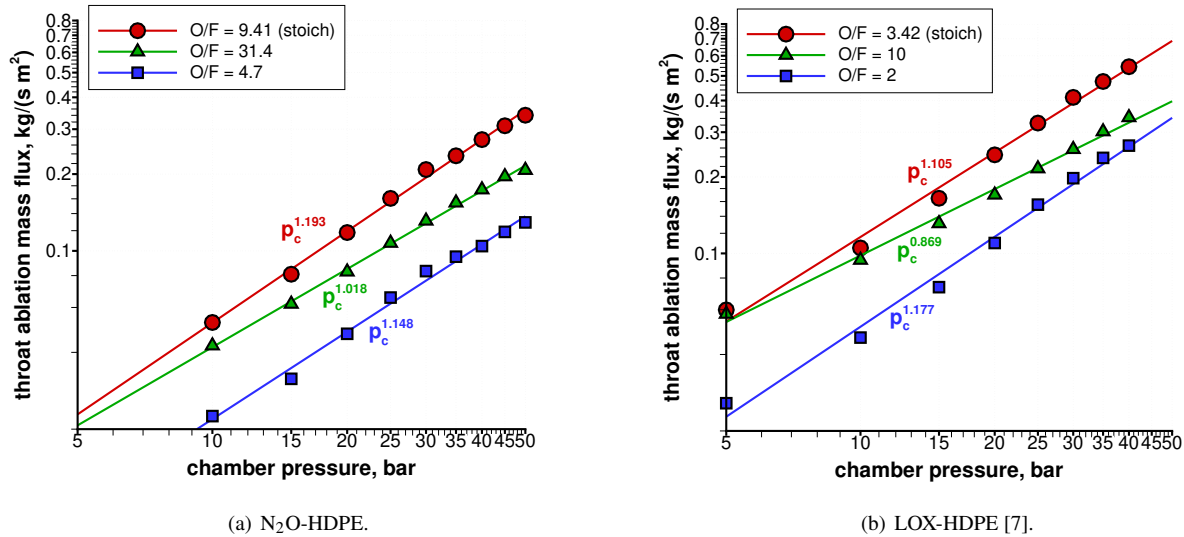 O/F = 9.41 (stoich)
O/F = 31.4
O/F = 4.7
throat ablation mass flux, kg/(s m²)
0.8
0.7
0.6
0.5
0.4
0.3
0.2
0.1
p_c^1.193
p_c^1.018
p_c^1.148
5 10 15 20 25 30 35 40 45 50
chamber pressure, bar
(a) N₂O-HDPE.
O/F = 3.42 (stoich)
O/F = 10
O/F = 2
throat ablation mass flux, kg/(s m²)
0.8
0.7
0.6
0.5
0.4
0.3
0.2
0.1
p_c^1.105
p_c^0.869
p_c^1.177
5 10 15 20 25 30 35 40 45 50
chamber pressure, bar
(b) LOX-HDPE [7].